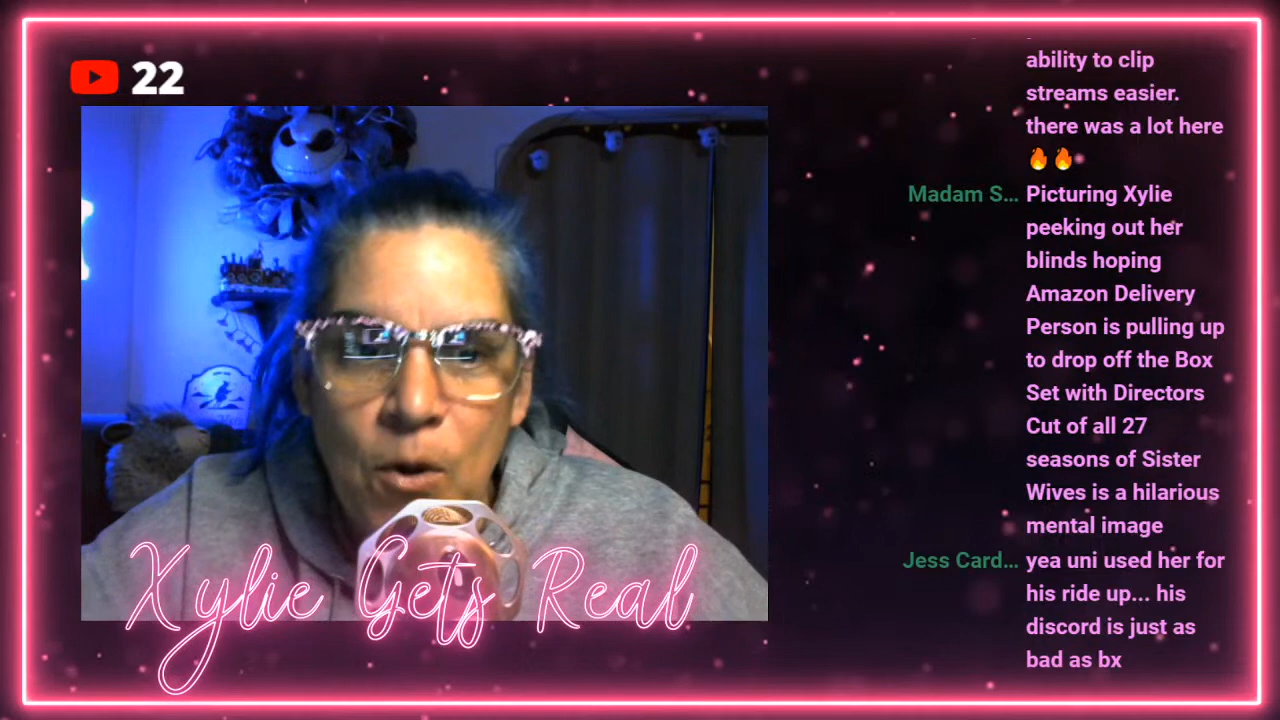 22
Xylie Gets Real
ability to clip
streams easier.
there was a lot here
🔥🔥
Madam S... Picturing Xylie
peeking out her
blinds hoping
Amazon Delivery
Person is pulling up
to drop off the Box
Set with Directors
Cut of all 27
seasons of Sister
Wives is a hilarious
mental image
Jess Card... yea uni used her for
his ride up... his
discord is just as
bad as bx